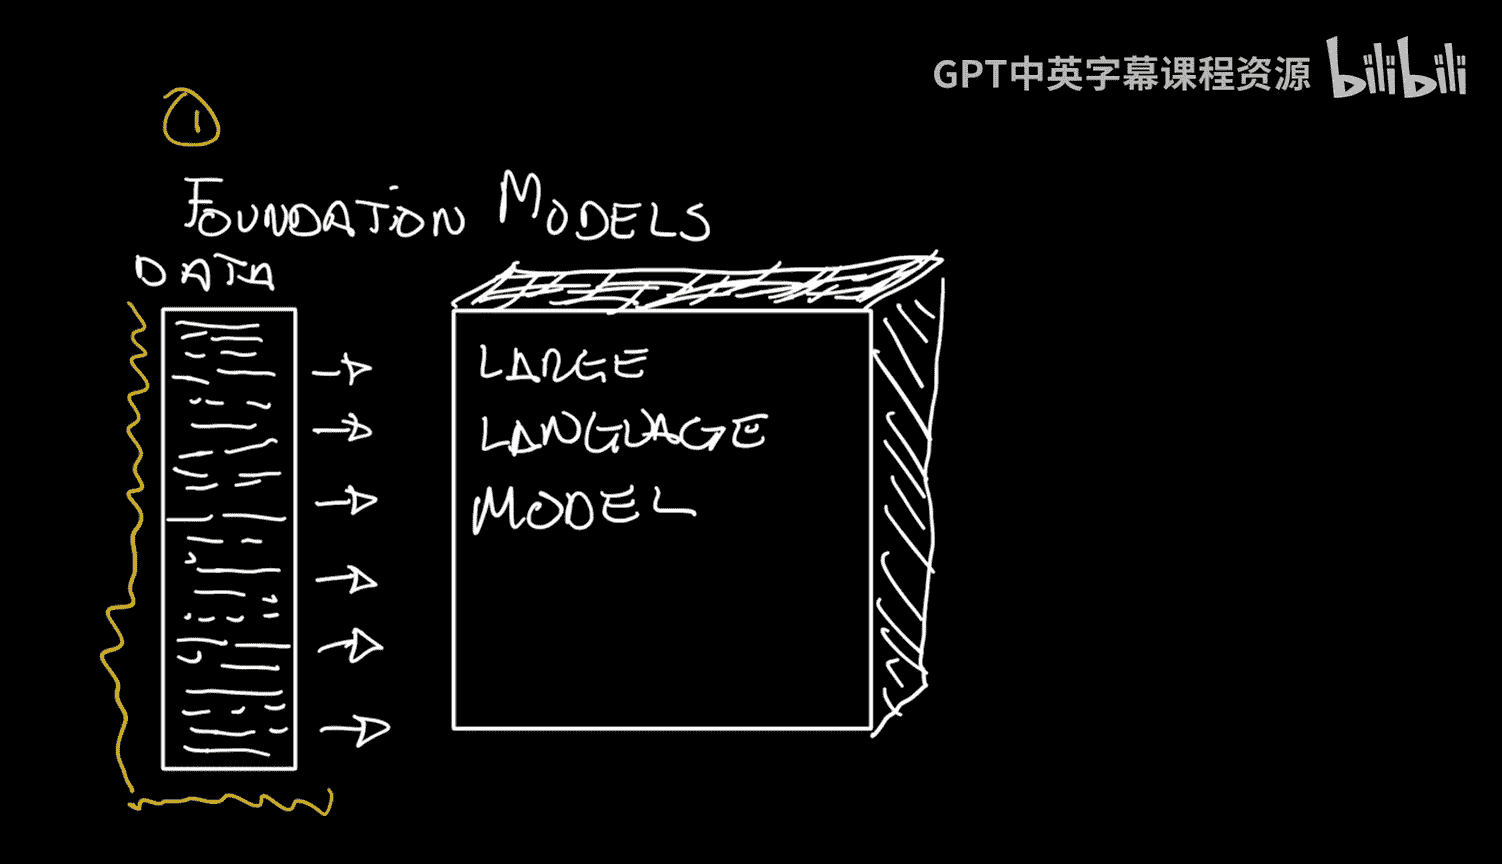 GPT中英字幕课程资源 bilibili
1
FOUNDATION MODELS
DATA
LARGE
LANGUAGE
MODEL